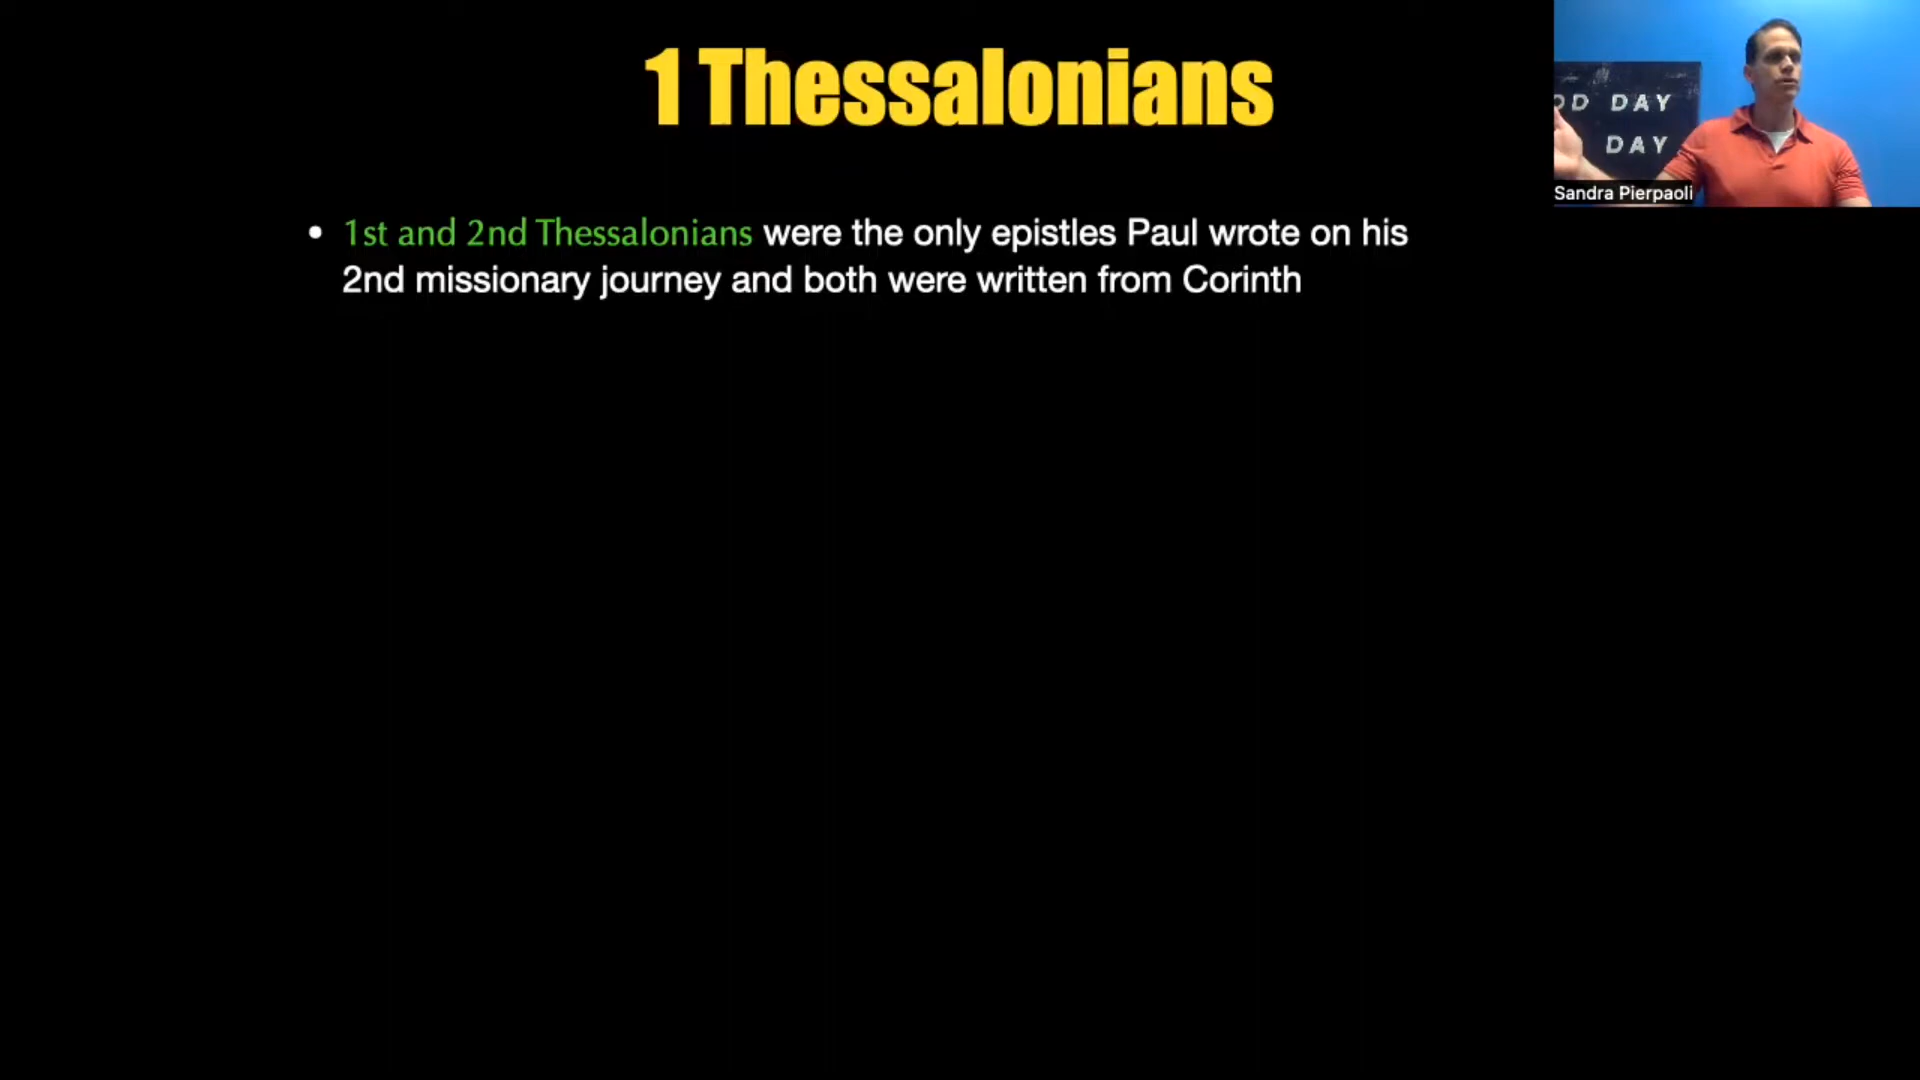 1 Thessalonians
• 1st and 2nd Thessalonians were the only epistles Paul wrote on his
2nd missionary journey and both were written from Corinth
DAY
DAY
Sandra Pierpaoli